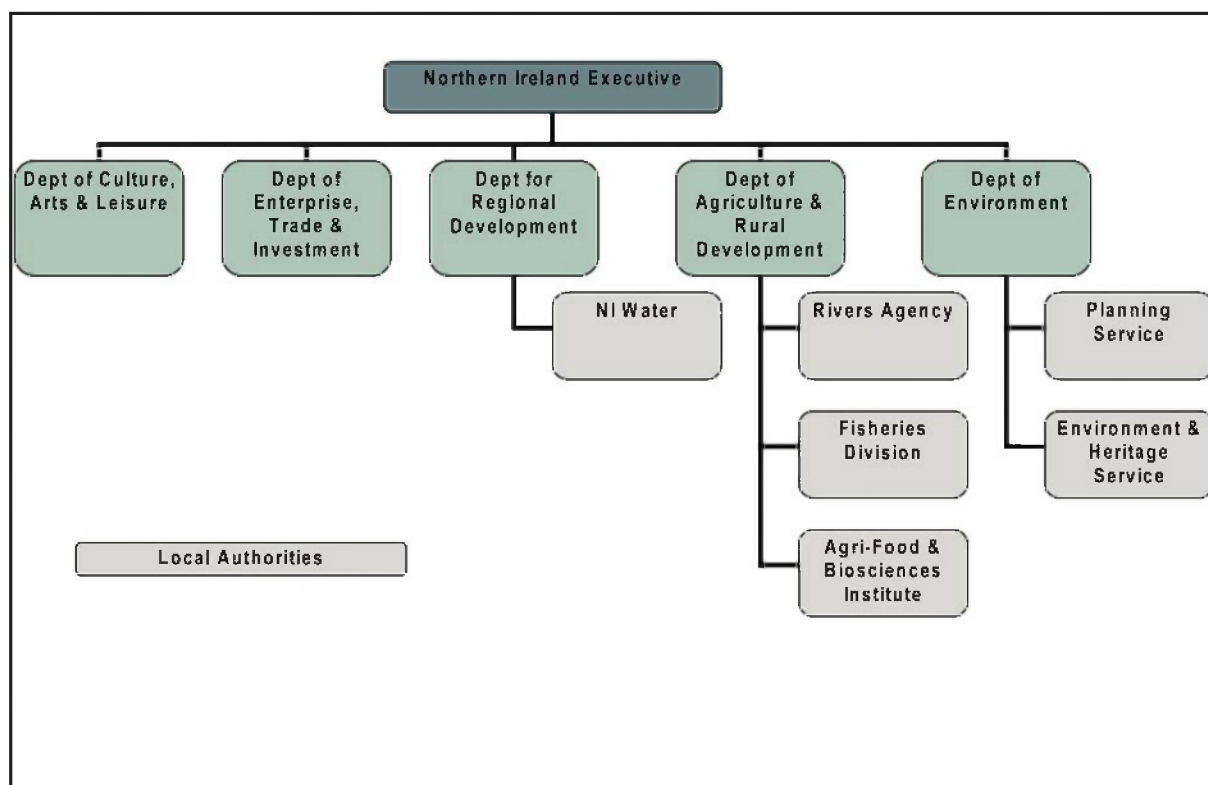 Northern Ireland Executive
Dept of Culture,
Arts & Leisure
Dept of
Enterprise,
Trade &
Investment
Dept for
Regional
Development
Dept of
Agriculture &
Rural
Development
Dept of
Environment
NI Water
Rivers Agency
Planning
Service
Fisheries
Division
Environment &
Heritage
Service
Agri-Food &
Biosciences
Institute
Local Authorities